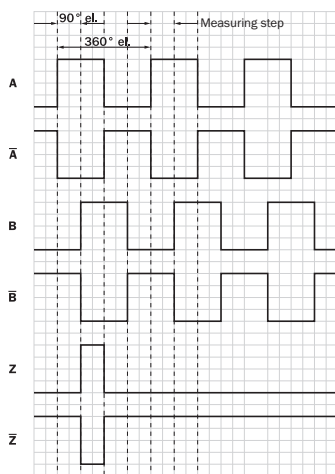 90° el.
Measuring step
360° el.
A
A̅
B
B̅
Z
Z̅